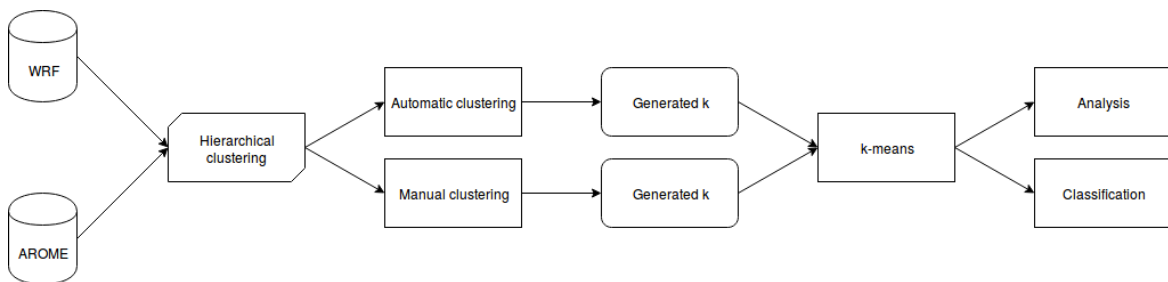 WRF
AROME
Hierarchical
clustering
Automatic clustering
Manual clustering
Generated k
Generated k
k-means
Analysis
Classification